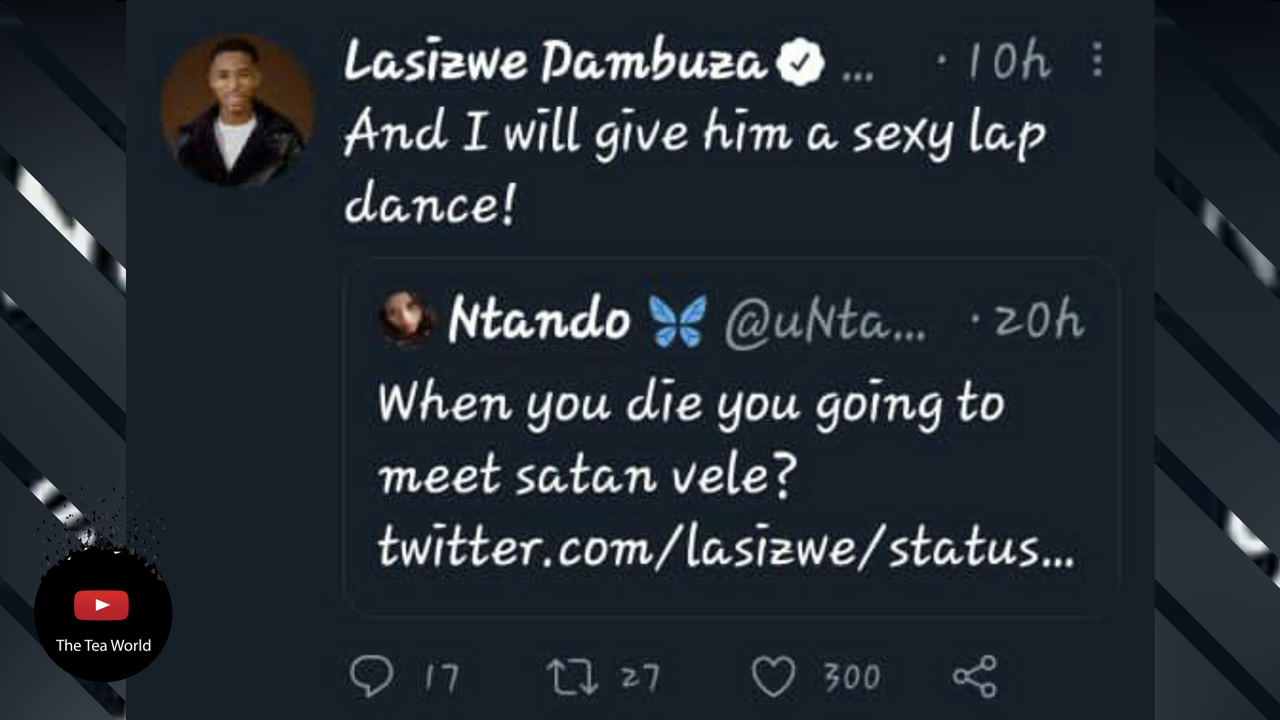 Lasizwe Dambuza ... · 10h
And I will give him a sexy lap
dance!
Ntando 🦋 @uNta... · 20h
When you die you going to
meet satan vele?
twitter.com/lasizwe/status...
17 27 300
The Tea World